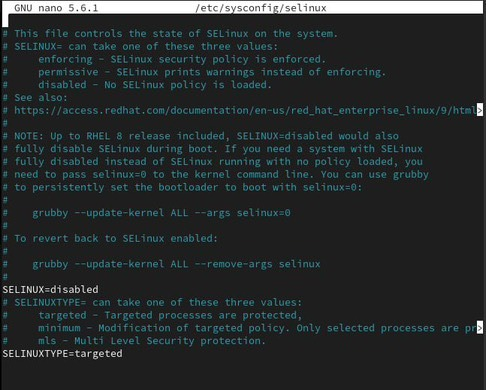 GNU nano 5.6.1 /etc/sysconfig/selinux
# This file controls the state of SELinux on the system.
# SELINUX= can take one of these three values:
#     enforcing - SELinux security policy is enforced.
#     permissive - SELinux prints warnings instead of enforcing.
#     disabled - No SELinux policy is loaded.
# See also:
# https://access.redhat.com/documentation/en-us/red_hat_enterprise_linux/9/html>
#
# NOTE: Up to RHEL 8 release included, SELINUX=disabled would also
# fully disable SELinux during boot. If you need a system with SELinux
# fully disabled instead of SELinux running with no policy loaded, you
# need to pass selinux=0 to the kernel command line. You can use grubby
# to persistently set the bootloader to boot with selinux=0:
#
#    grubby --update-kernel ALL --args selinux=0
#
# To revert back to SELinux enabled:
#
#    grubby --update-kernel ALL --remove-args selinux
#
SELINUX=disabled
# SELINUXTYPE= can take one of these three values:
#     targeted - Targeted processes are protected,
#     minimum - Modification of targeted policy. Only selected processes are pr>
#     mls - Multi Level Security protection.
SELINUXTYPE=targeted